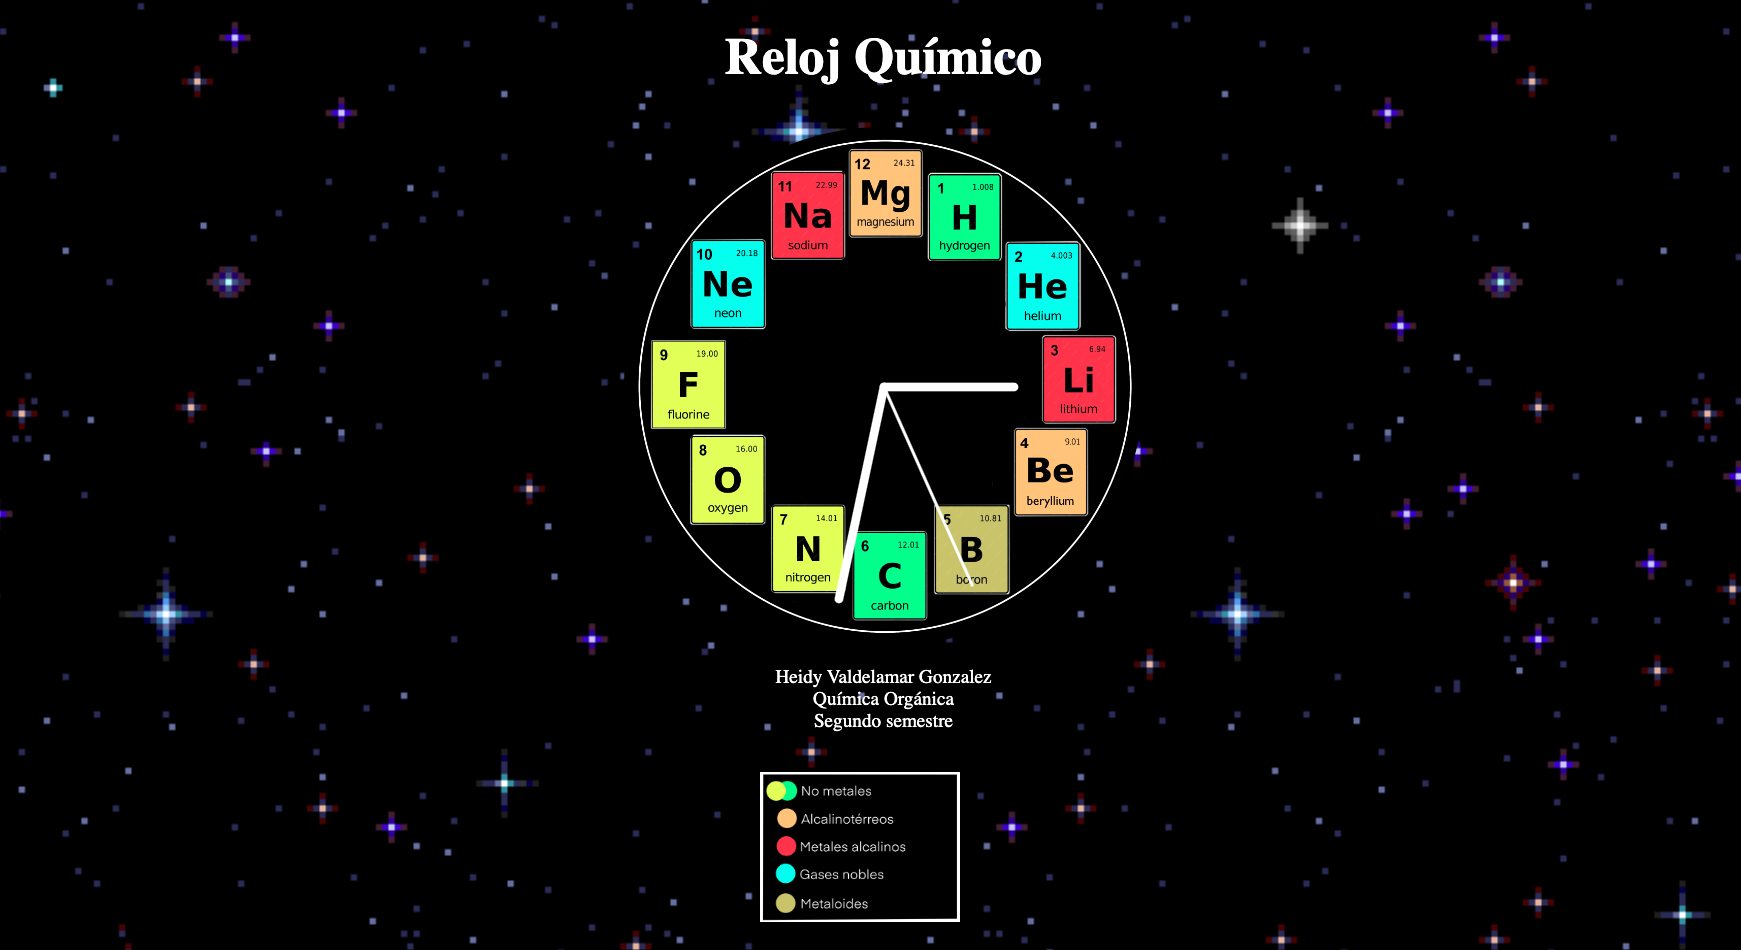 Reloj Químico
12 24.31
Mg
magnesium
1 1.008
H
hydrogen
2 4.003
He
helium
3 6.94
Li
lithium
4 9.01
Be
beryllium
5 10.81
B
boron
6 12.01
C
carbon
7 14.01
N
nitrogen
8 16.00
O
oxygen
9 19.00
F
fluorine
10 20.18
Ne
neon
11 22.99
Na
sodium
Heidy Valdelamar Gonzalez
Química Orgánica
Segundo semestre
No metales
Alcalinotérreos
Metales alcalinos
Gases nobles
Metaloides